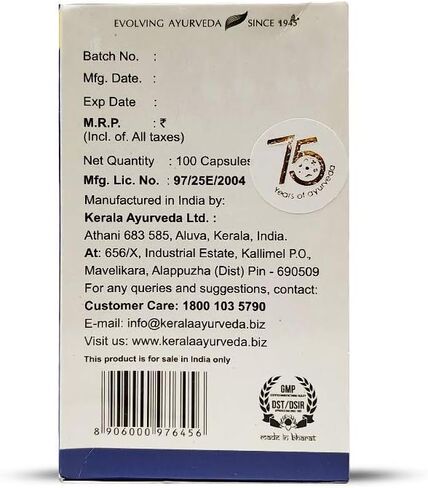 EVOLVING AYURVEDA SINCE 1945
Batch No. :
Mfg. Date. :
Exp Date :
M.R.P. : ₹
(Incl. of. All taxes)
Net Quantity : 100 Capsules
Mfg. Lic. No. : 97/25E/2004
75
Years of ayurveda
Manufactured in India by:
Kerala Ayurveda Ltd. :
Athani 683 585, Aluva, Kerala, India.
At: 656/X, Industrial Estate, Kallimel P.O.,
Mavelikara, Alappuzha (Dist) Pin - 690509
For any queries and suggestions, contact:
Customer Care: 1800 103 5790
E-mail: info@keralaayurveda.biz
Visit us: www.keralaayurveda.biz
This product is for sale in India only
8 906000 976456
GMP
DST/DSIR
made in bharat